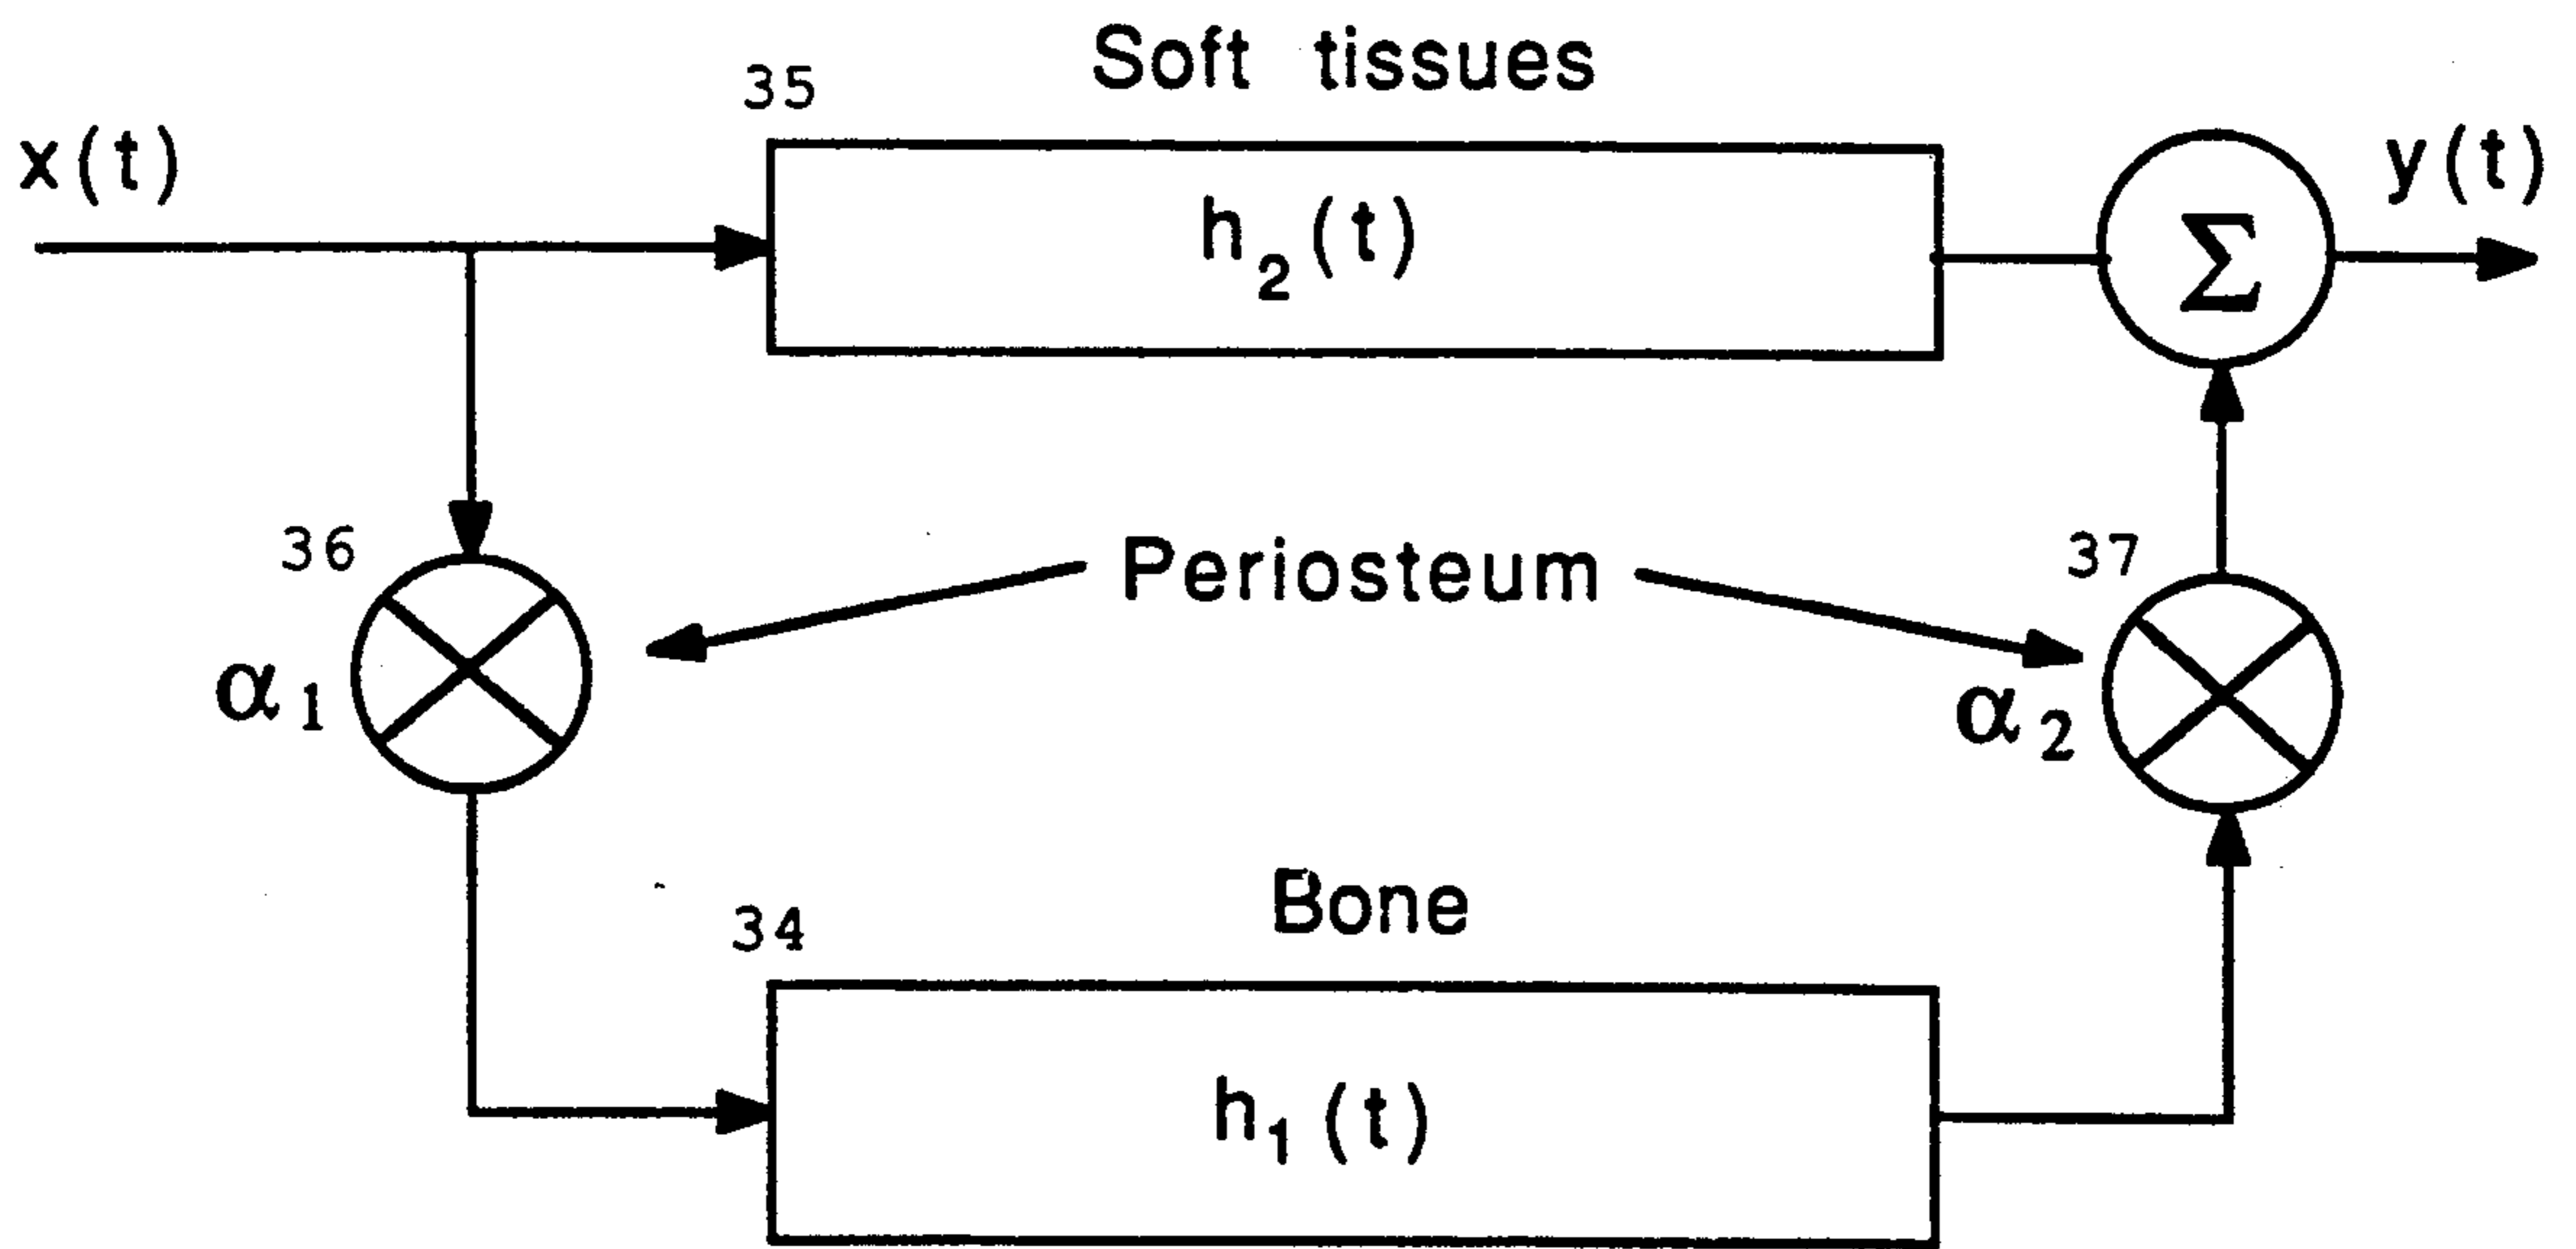 Soft tissues
35
x(t)
h2(t)
Σ
y(t)
36
Periosteum
37
α1
α2
34
Bone
h1(t)